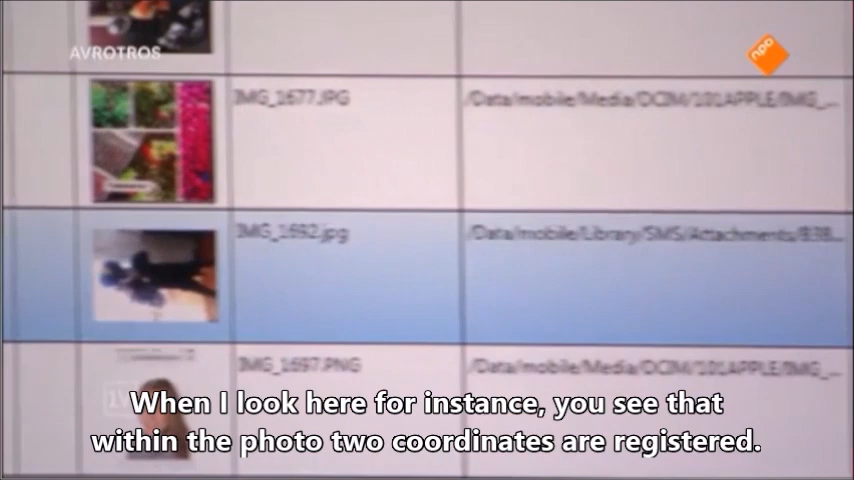 AVROTROS
npo
IMG_1677.JPG
/Data/mobile/Media/DCIM/101APPLE/IMG_...
IMG_1692.jpg
/Data/mobile/Library/SMS/Attachments/838...
IMG_1697.PNG
/Data/mobile/Media/DCIM/101APPLE/IMG_...
When I look here for instance, you see that
within the photo two coordinates are registered.